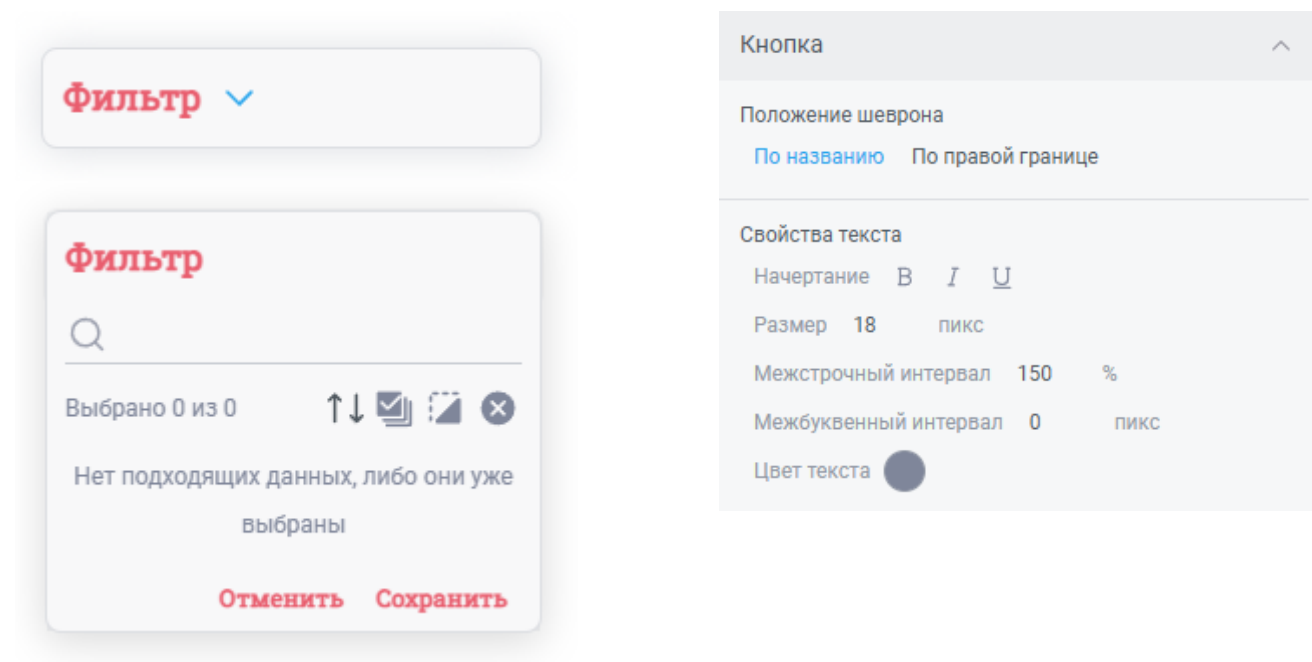 Фильтр
Фильтр
Выбрано 0 из 0
Нет подходящих данных, либо они уже
выбраны
Отменить Сохранить
Кнопка
Положение шеврона
По названию По правой границе
Свойства текста
Начертание B I U
Размер 18 пикс
Межстрочный интервал 150 %
Межбуквенный интервал 0 пикс
Цвет текста